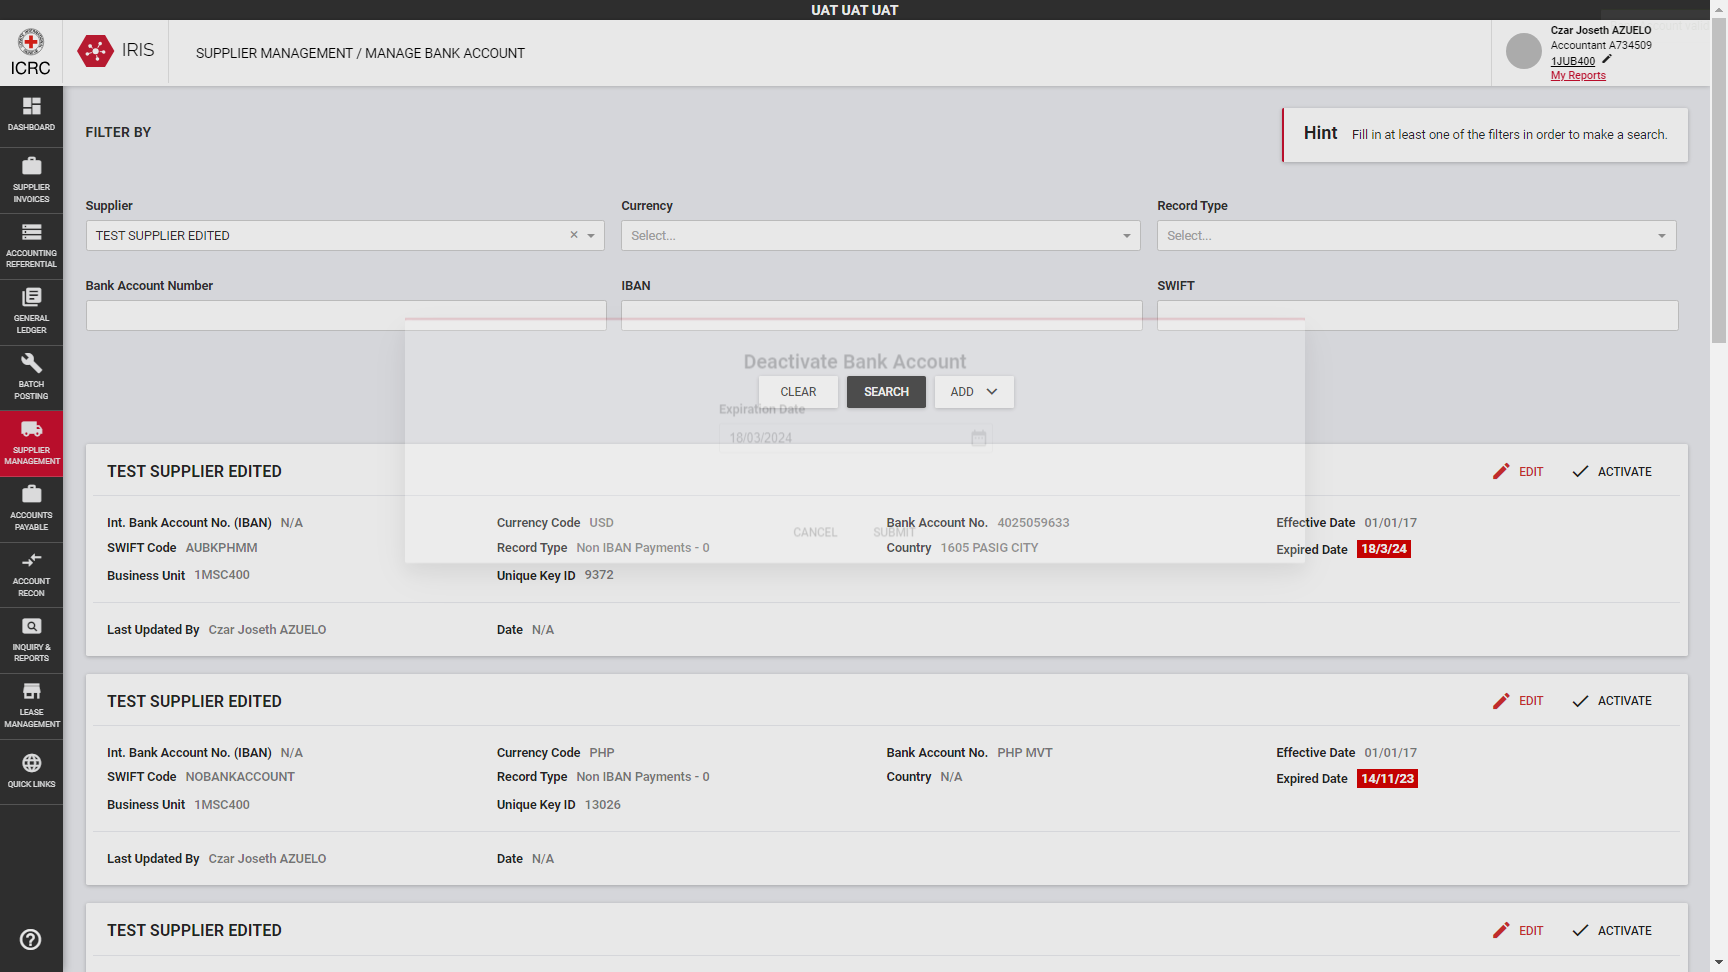 UAT UAT UAT
ICRC
IRIS
SUPPLIER MANAGEMENT / MANAGE BANK ACCOUNT
Czar Joseth AZUELO
Accountant A734509
1JUB400
My Reports
DASHBOARD
SUPPLIER
INVOICES
ACCOUNTING
REFERENTIAL
GENERAL
LEDGER
BATCH
POSTING
SUPPLIER
MANAGEMENT
ACCOUNTS
PAYABLE
ACCOUNT
RECON
INQUIRY &
REPORTS
LEASE
MANAGEMENT
QUICK LINKS
FILTER BY
Hint Fill in at least one of the filters in order to make a search.
Supplier Currency Record Type
TEST SUPPLIER EDITED × Select... Select...
Bank Account Number IBAN SWIFT
Deactivate Bank Account
CLEAR SEARCH ADD
Expiration Date
18/03/2024
CANCEL SUBMIT
TEST SUPPLIER EDITED EDIT ACTIVATE
Int. Bank Account No. (IBAN) N/A Currency Code USD Bank Account No. 4025059633 Effective Date 01/01/17
SWIFT Code AUBKPHMM Record Type Non IBAN Payments - 0 Country 1605 PASIG CITY Expired Date 18/3/24
Business Unit 1MSC400 Unique Key ID 9372
Last Updated By Czar Joseth AZUELO Date N/A
TEST SUPPLIER EDITED EDIT ACTIVATE
Int. Bank Account No. (IBAN) N/A Currency Code PHP Bank Account No. PHP MVT Effective Date 01/01/17
SWIFT Code NOBANKACCOUNT Record Type Non IBAN Payments - 0 Country N/A Expired Date 14/11/23
Business Unit 1MSC400 Unique Key ID 13026
Last Updated By Czar Joseth AZUELO Date N/A
TEST SUPPLIER EDITED EDIT ACTIVATE